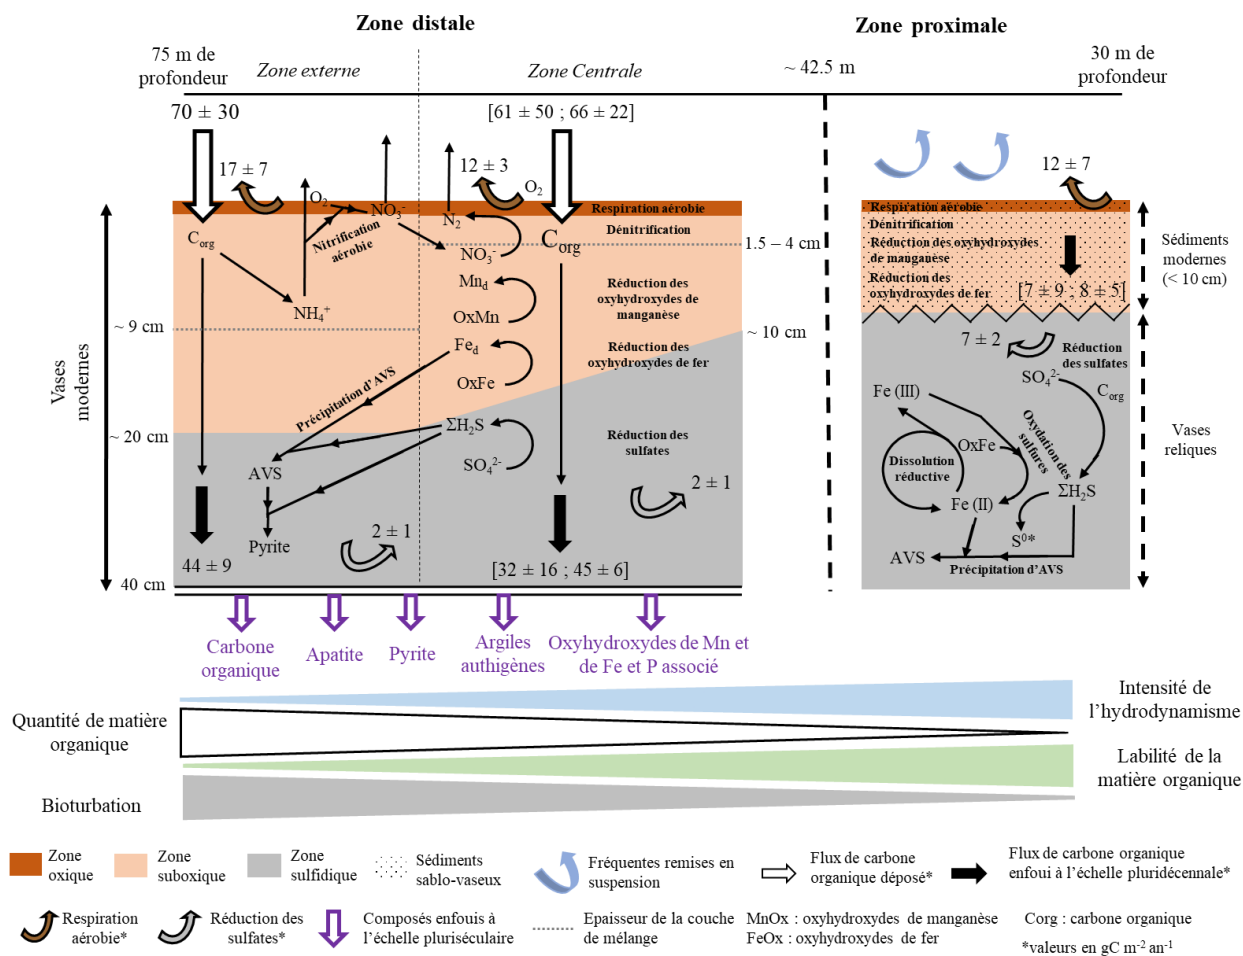 Zone distale
Zone proximale
75 m de
profondeur
Zone externe
Zone Centrale
~ 42.5 m
30 m de
profondeur
70 ± 30
[61 ± 50 ; 66 ± 22]
17 ± 7
12 ± 3
12 ± 7
O2
NO3-
N2
O2
Respiration aérobie
Dénitrification
Corg
Nitrification
aérobie
NO3-
Corg
1.5 – 4 cm
NH4+
Mnd
OxMn
Réduction des
oxyhydroxydes de
manganèse
~ 9 cm
~ 10 cm
Fed
OxFe
Réduction des
oxyhydroxydes de fer
Vases
modernes
Précipitation d’AVS
~ 20 cm
ΣH2S
SO42-
Réduction des
sulfates
AVS
Pyrite
2 ± 1
2 ± 1
44 ± 9
[32 ± 16 ; 45 ± 6]
40 cm
Respiration aérobie
Dénitrification
Réduction des oxyhydroxydes
de manganèse
Réduction des
oxyhydroxydes de fer
[7 ± 9 ; 8 ± 5]
Sédiments
modernes
(< 10 cm)
7 ± 2
Réduction
des sulfates
SO42-
Corg
Fe (III)
OxFe
Oxydation des
sulfures
Dissolution
réductive
Fe (II)
ΣH2S
S0*
AVS
Précipitation d’AVS
Vases
reliques
Carbone
organique
Apatite
Pyrite
Argiles
authigènes
Oxyhydroxydes de Mn et
de Fe et P associé
Intensité de
l’hydrodynamisme
Quantité de matière
organique
Labilité de la
matière organique
Bioturbation
Zone
oxique
Zone
suboxique
Zone
sulfidique
Sédiments
sablo-vaseux
Fréquentes remises en
suspension
Flux de carbone
organique déposé*
Flux de carbone organique
enfoui à l’échelle pluridécennale*
Respiration
aérobie*
Réduction des
sulfates*
Composés enfouis à
l’échelle pluriséculaire
Epaisseur de la couche
de mélange
MnOx : oxyhydroxydes de manganèse
FeOx : oxyhydroxydes de fer
Corg : carbone organique
*valeurs en gC m-2 an-1